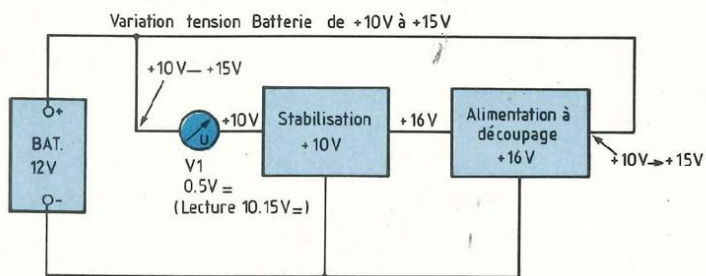 Variation tension Batterie de +10V à +15V
+10V — +15V
+
BAT.
12V
-
U
V1
0.5V=
(Lecture 10.15V=)
+10V
Stabilisation
+10V
+16V
Alimentation à
découpage
+16V
+10V→+15V